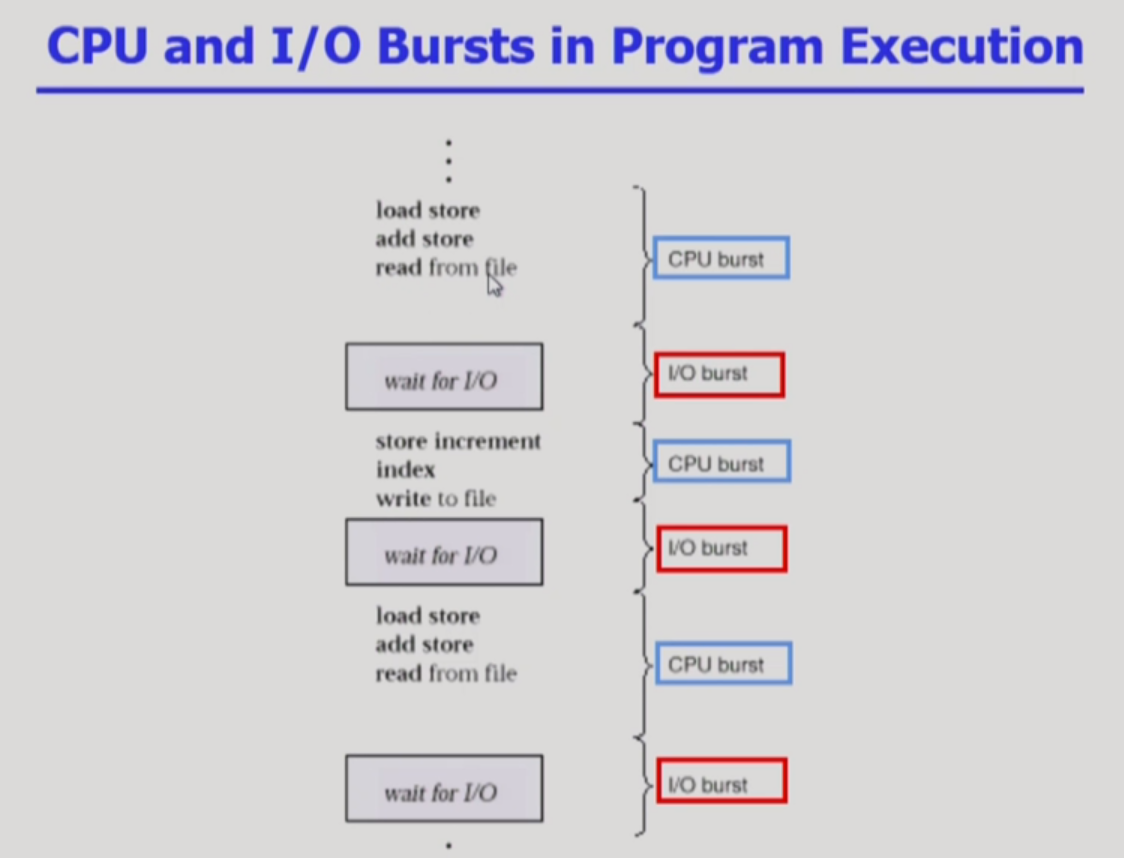 CPU and I/O Bursts in Program Execution
load store
add store
read from file
CPU burst
wait for I/O
I/O burst
store increment
index
write to file
CPU burst
wait for I/O
I/O burst
load store
add store
read from file
CPU burst
wait for I/O
I/O burst